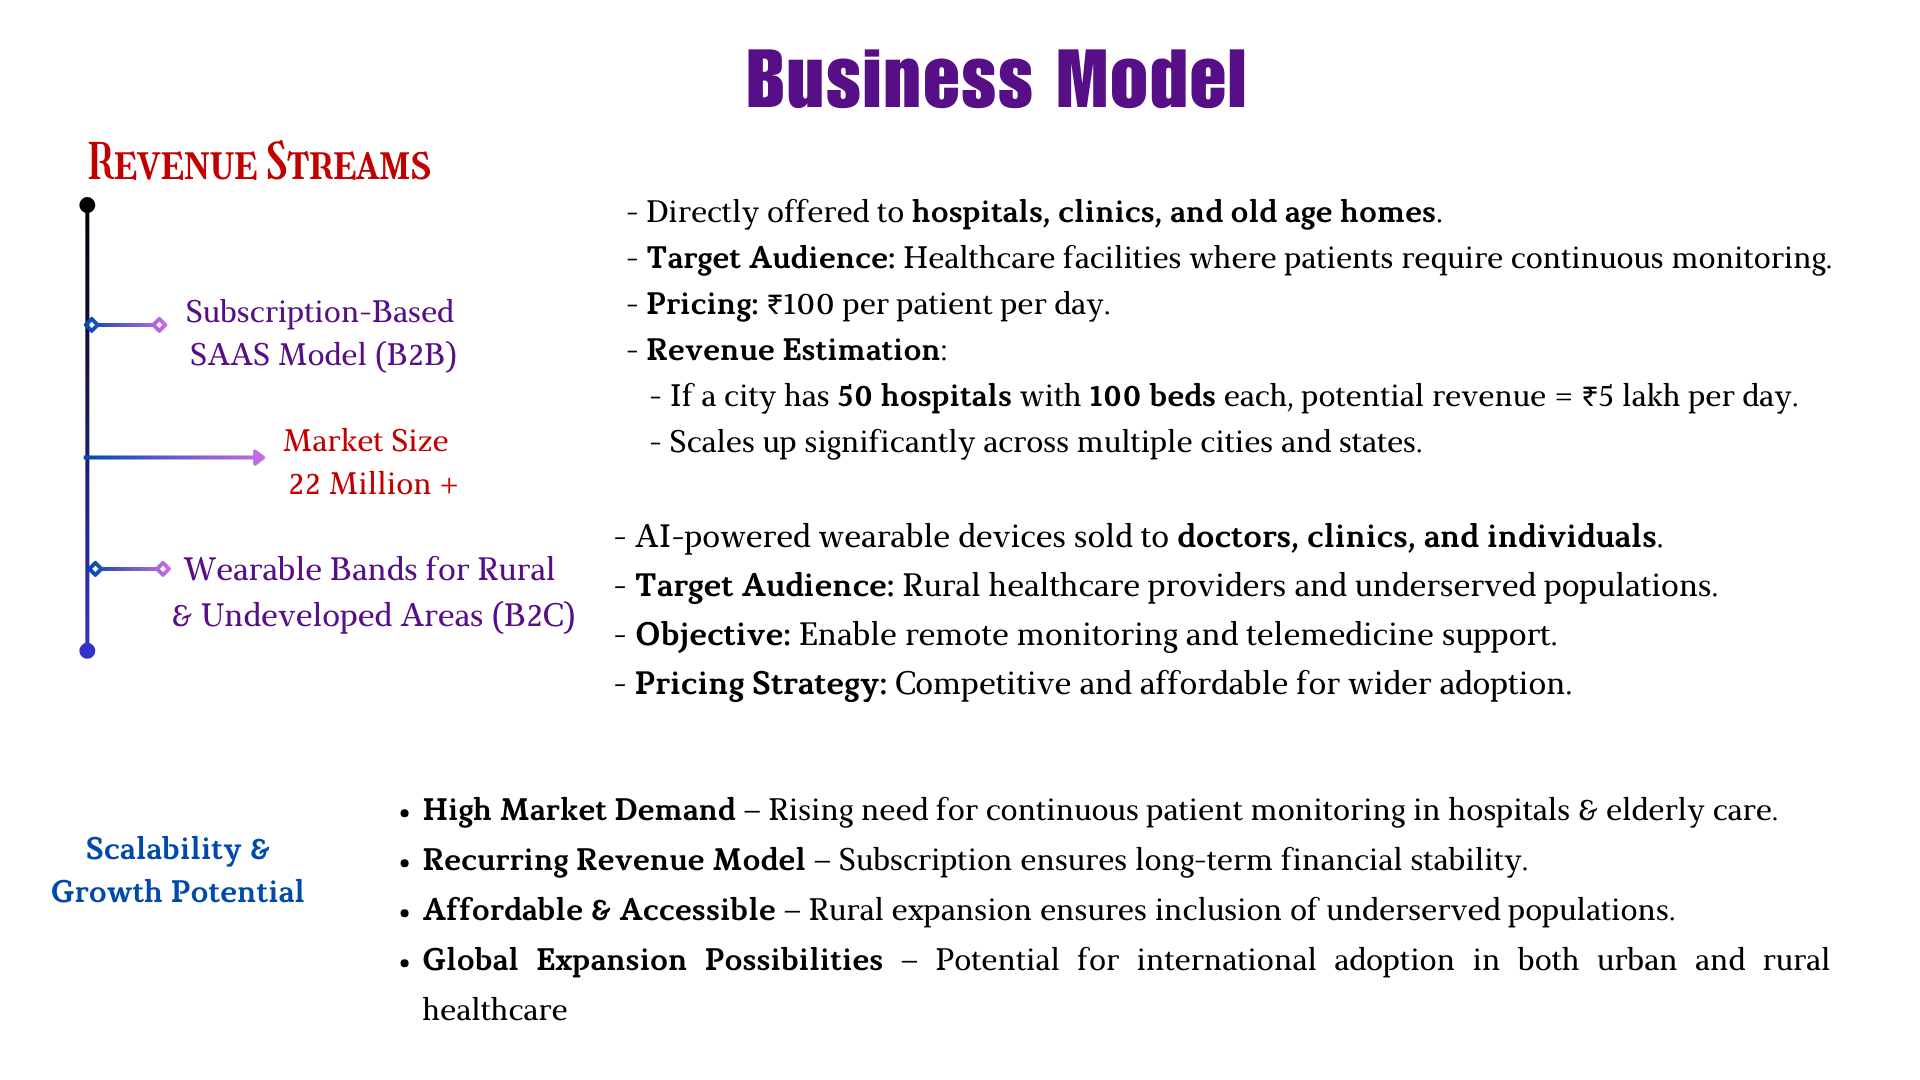 Business Model
Revenue Streams
Subscription-Based
SAAS Model (B2B)
- Directly offered to hospitals, clinics, and old age homes.
- Target Audience: Healthcare facilities where patients require continuous monitoring.
- Pricing: ₹100 per patient per day.
- Revenue Estimation:
- If a city has 50 hospitals with 100 beds each, potential revenue = ₹5 lakh per day.
- Scales up significantly across multiple cities and states.
Market Size
22 Million +
Wearable Bands for Rural
& Undeveloped Areas (B2C)
- AI-powered wearable devices sold to doctors, clinics, and individuals.
- Target Audience: Rural healthcare providers and underserved populations.
- Objective: Enable remote monitoring and telemedicine support.
- Pricing Strategy: Competitive and affordable for wider adoption.
Scalability &
Growth Potential
• High Market Demand – Rising need for continuous patient monitoring in hospitals & elderly care.
• Recurring Revenue Model – Subscription ensures long-term financial stability.
• Affordable & Accessible – Rural expansion ensures inclusion of underserved populations.
• Global Expansion Possibilities – Potential for international adoption in both urban and rural
healthcare